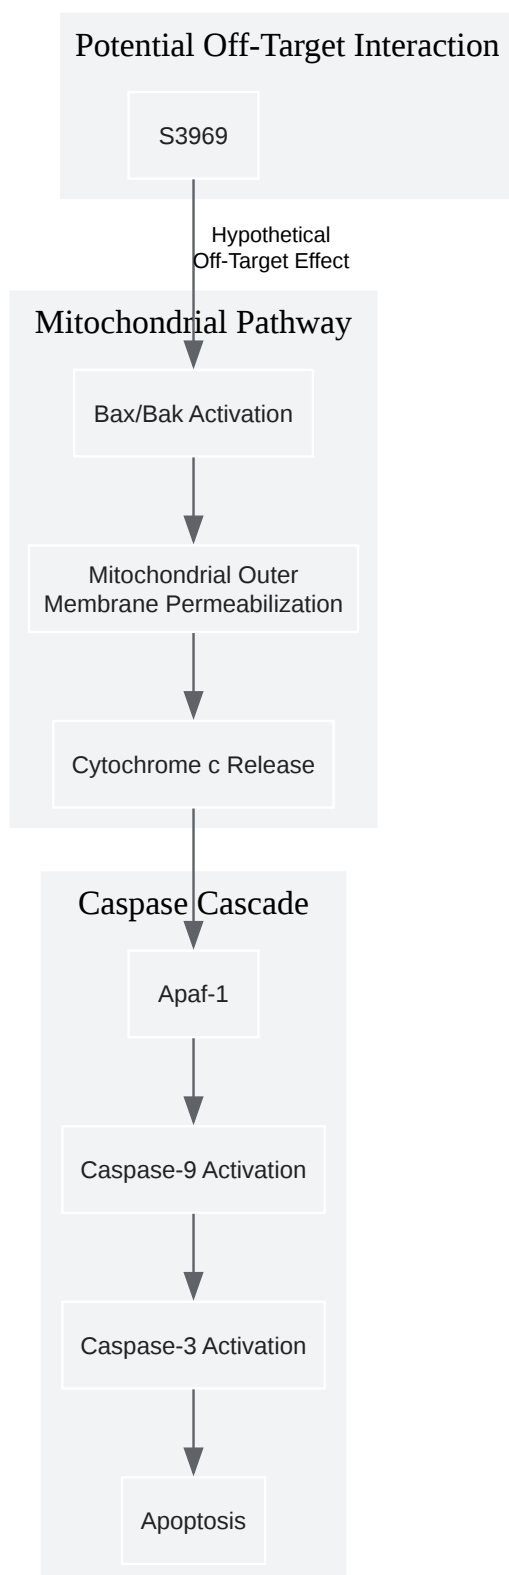 Potential Off-Target Interaction
S3969
Hypothetical
Off-Target Effect
Mitochondrial Pathway
Bax/Bak Activation
Mitochondrial Outer
Membrane Permeabilization
Cytochrome c Release
Caspase Cascade
Apaf-1
Caspase-9 Activation
Caspase-3 Activation
Apoptosis